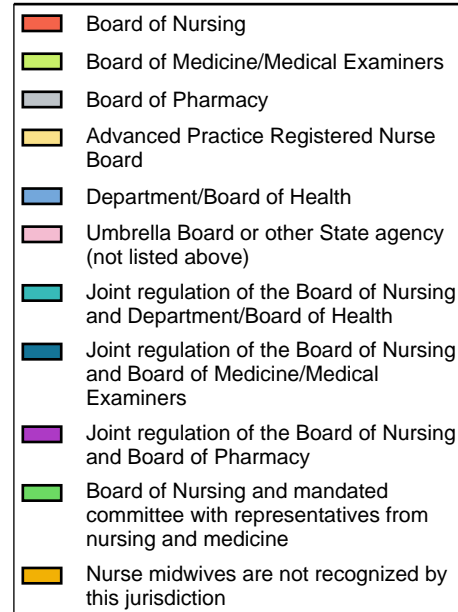 Board of Nursing
Board of Medicine/Medical Examiners
Board of Pharmacy
Advanced Practice Registered Nurse
Board
Department/Board of Health
Umbrella Board or other State agency
(not listed above)
Joint regulation of the Board of Nursing
and Department/Board of Health
Joint regulation of the Board of Nursing
and Board of Medicine/Medical
Examiners
Joint regulation of the Board of Nursing
and Board of Pharmacy
Board of Nursing and mandated
committee with representatives from
nursing and medicine
Nurse midwives are not recognized by
this jurisdiction